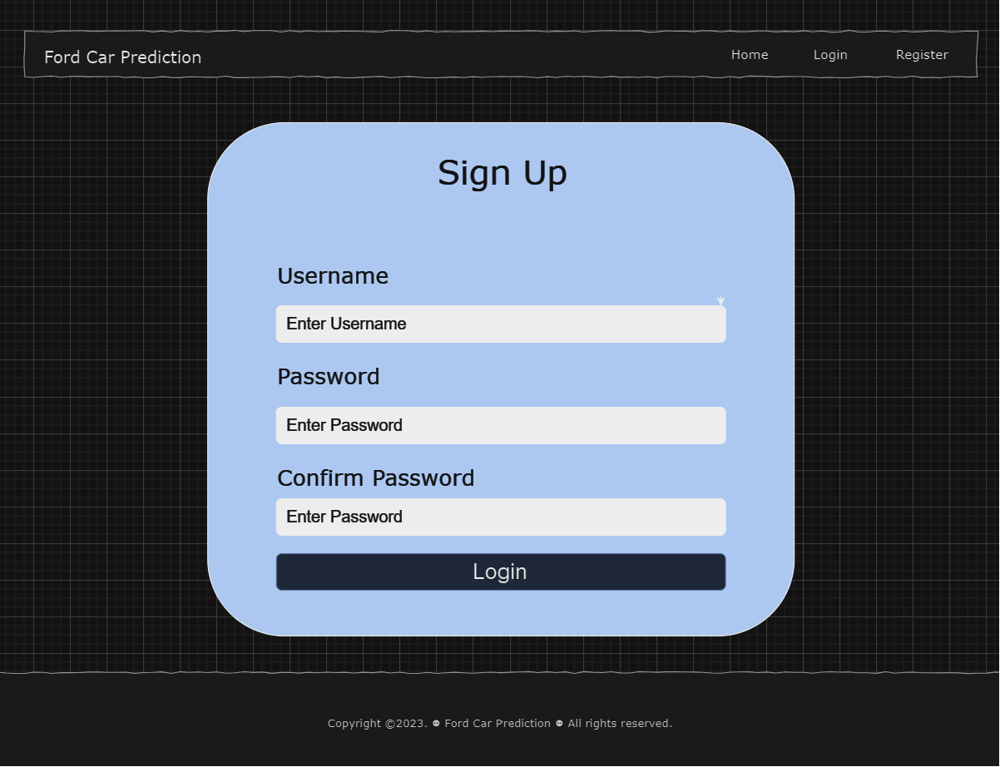 Ford Car Prediction
Home Login Register
Sign Up
Username
Enter Username
Password
Enter Password
Confirm Password
Enter Password
Login
Copyright ©2023. ⚉ Ford Car Prediction ⚉ All rights reserved.